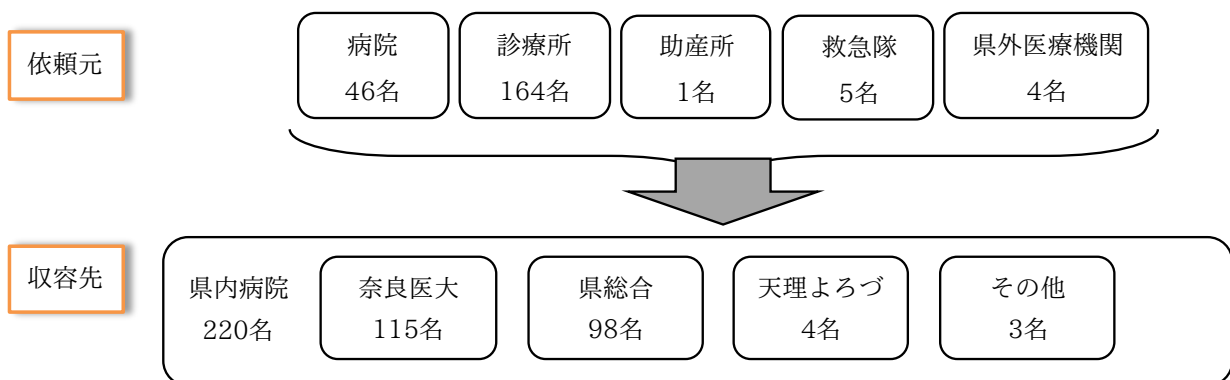 依頼元
病院
46名
診療所
164名
助産所
1名
救急隊
5名
県外医療機関
4名
収容先
県内病院
220名
奈良医大
115名
県総合
98名
天理よろづ
4名
その他
3名